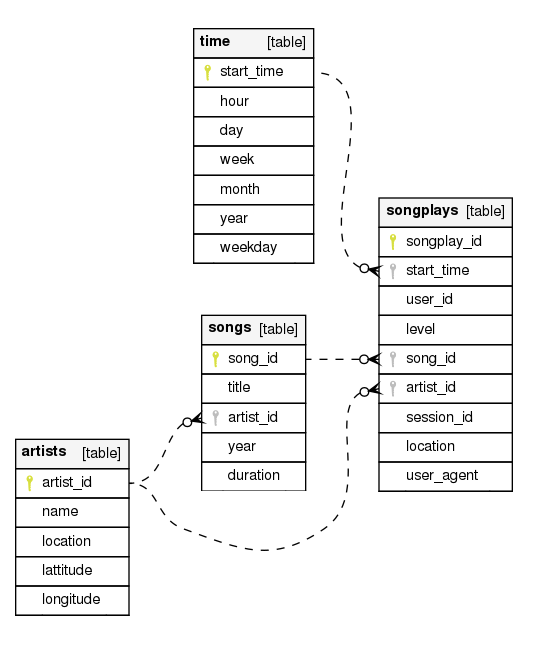 time [table]
start_time
hour
day
week
month
year
weekday
songplays [table]
songplay_id
start_time
user_id
level
song_id
artist_id
session_id
location
user_agent
songs [table]
song_id
title
artist_id
year
duration
artists [table]
artist_id
name
location
lattitude
longitude